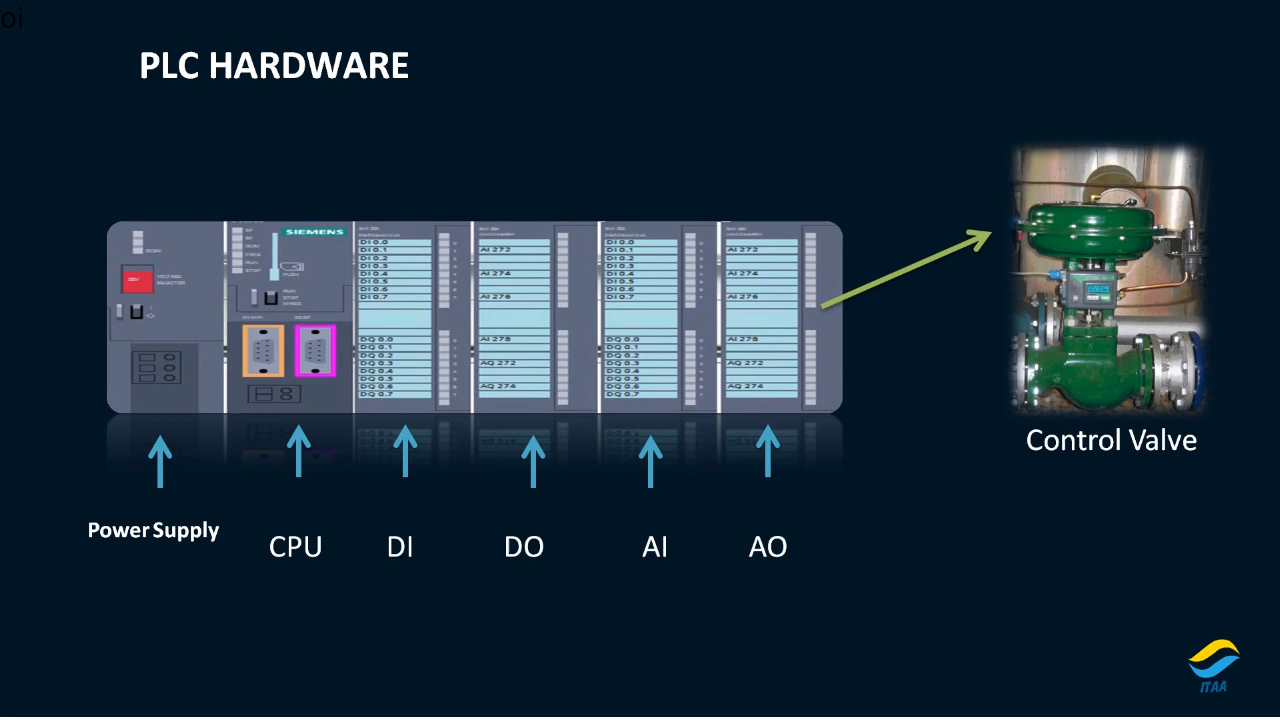 oi
PLC HARDWARE
SIEMENS
VOLTAGE
SELECTOR
PUSH
RUN
STOP
DI 0.0
DI 0.1
DI 0.2
DI 0.3
DI 0.4
DI 0.5
DI 0.6
DI 0.7
DQ 0.0
DQ 0.1
DQ 0.2
DQ 0.3
DQ 0.4
DQ 0.5
DQ 0.6
DQ 0.7
AI 272
AI 274
AI 276
AI 278
AQ 272
AQ 274
DI 0.0
DI 0.1
DI 0.2
DI 0.3
DI 0.4
DI 0.5
DI 0.6
DI 0.7
DQ 0.0
DQ 0.1
DQ 0.2
DQ 0.3
DQ 0.4
DQ 0.5
DQ 0.6
DQ 0.7
AI 272
AI 274
AI 276
AI 278
AQ 272
AQ 274
Control Valve
Power Supply
CPU
DI
DO
AI
AO
ITAA